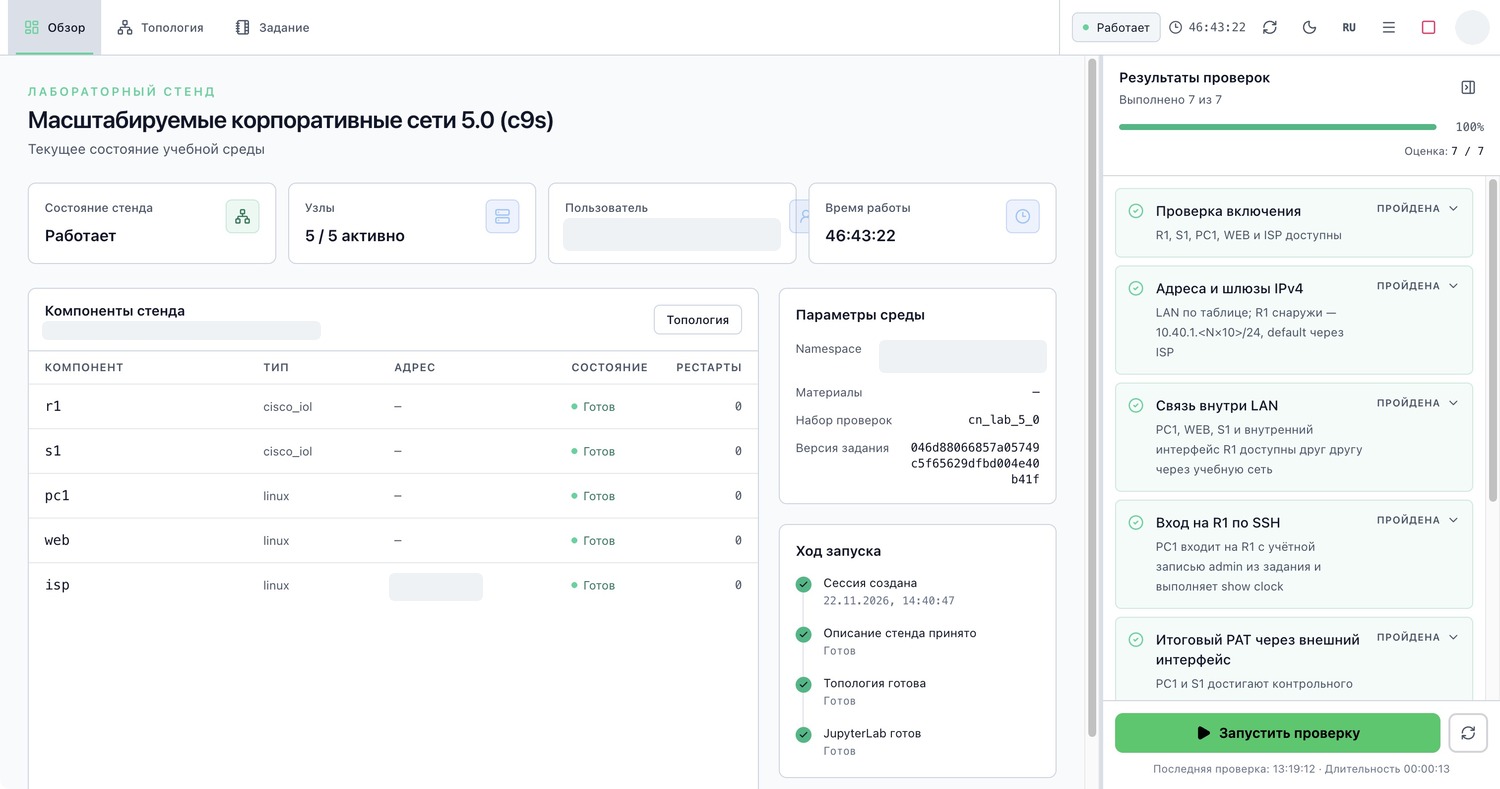 Обзор
Топология
Задание
Работает
46:43:22
RU
ЛАБОРАТОРНЫЙ СТЕНД
Масштабируемые корпоративные сети 5.0 (c9s)
Текущее состояние учебной среды
Состояние стенда
Работает
Узлы
5 / 5 активно
Пользователь
Время работы
46:43:22
Компоненты стенда
Топология
КОМПОНЕНТ ТИП АДРЕС СОСТОЯНИЕ РЕСТАРТЫ
r1 cisco_iol — Готов 0
s1 cisco_iol — Готов 0
pc1 linux — Готов 0
web linux — Готов 0
isp linux Готов 0
Параметры среды
Namespace
Материалы —
Набор проверок cn_lab_5_0
Версия задания 046d88066857a05749
c5f65629dfbd004e40
b41f
Ход запуска
Сессия создана
22.11.2026, 14:40:47
Описание стенда принято
Готов
Топология готова
Готов
JupyterLab готов
Готов
Результаты проверок
Выполнено 7 из 7
100%
Оценка: 7 / 7
Проверка включения ПРОЙДЕНА
R1, S1, PC1, WEB и ISP доступны
Адреса и шлюзы IPv4 ПРОЙДЕНА
LAN по таблице; R1 снаружи —
10.40.1.<N×10>/24, default через
ISP
Связь внутри LAN ПРОЙДЕНА
PC1, WEB, S1 и внутренний
интерфейс R1 доступны друг другу
через учебную сеть
Вход на R1 по SSH ПРОЙДЕНА
PC1 входит на R1 с учётной
записью admin из задания и
выполняет show clock
Итоговый PAT через внешний ПРОЙДЕНА
интерфейс
PC1 и S1 достигают контрольного
Запустить проверку
Последняя проверка: 13:19:12 · Длительность 00:00:13